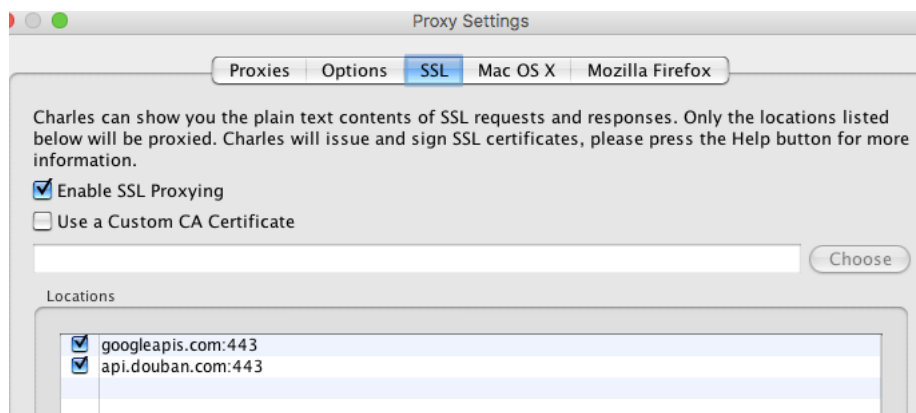 Proxy Settings
Proxies Options SSL Mac OS X Mozilla Firefox
Charles can show you the plain text contents of SSL requests and responses. Only the locations listed
below will be proxied. Charles will issue and sign SSL certificates, please press the Help button for more
information.
Enable SSL Proxying
Use a Custom CA Certificate
Choose
Locations
googleapis.com:443
api.douban.com:443